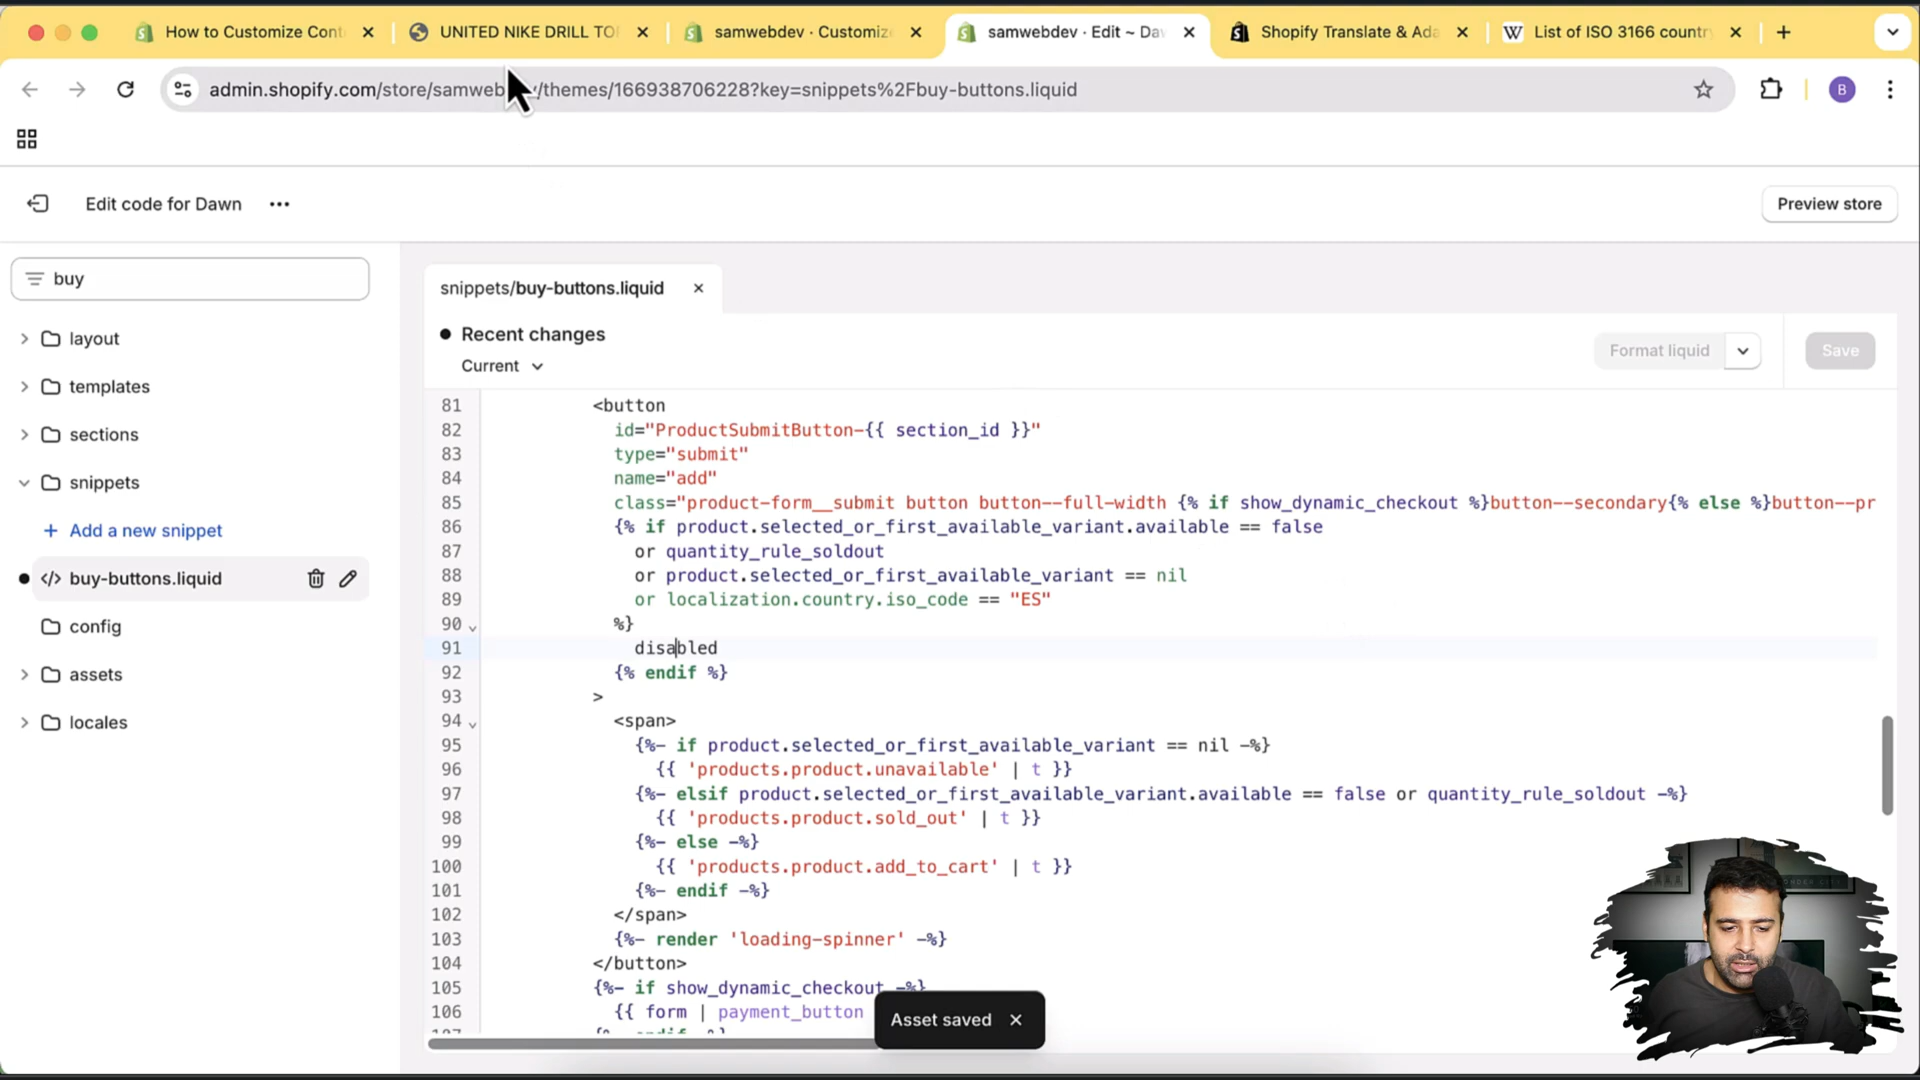 How to Customize Cont
UNITED NIKE DRILL TO
samwebdev · Customize
samwebdev · Edit ~ Da
Shopify Translate & Ada
List of ISO 3166 countr
admin.shopify.com/store/samweb /themes/166938706228?key=snippets%2Fbuy-buttons.liquid
B
Edit code for Dawn
Preview store
buy
layout
templates
sections
snippets
+ Add a new snippet
</> buy-buttons.liquid
config
assets
locales
snippets/buy-buttons.liquid
Recent changes
Current
Format liquid
Save
81 <button
82 id="ProductSubmitButton-{{ section_id }}"
83 type="submit"
84 name="add"
85 class="product-form__submit button button--full-width {% if show_dynamic_checkout %}button--secondary{% else %}button--pr
86 {% if product.selected_or_first_available_variant.available == false
87 or quantity_rule_soldout
88 or product.selected_or_first_available_variant == nil
89 or localization.country.iso_code == "ES"
90 %}
91 disabled
92 {% endif %}
93 >
94 <span>
95 {%- if product.selected_or_first_available_variant == nil -%}
96 {{ 'products.product.unavailable' | t }}
97 {%- elsif product.selected_or_first_available_variant.available == false or quantity_rule_soldout -%}
98 {{ 'products.product.sold_out' | t }}
99 {%- else -%}
100 {{ 'products.product.add_to_cart' | t }}
101 {%- endif -%}
102 </span>
103 {%- render 'loading-spinner' -%}
104 </button>
105 {%- if show_dynamic_checkout -%}
106 {{ form | payment_button
Asset saved